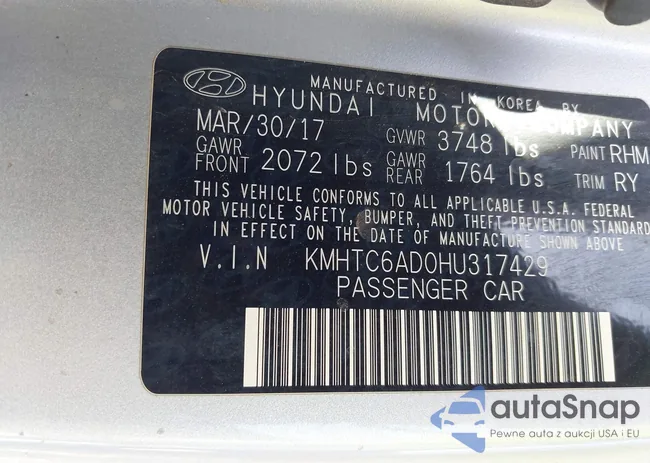 MANUFACTURED IN KOREA BY
HYUNDAI MOTOR COMPANY
MAR/30/17 GVWR 3748 lbs PAINT RHM
GAWR FRONT 2072 lbs GAWR REAR 1764 lbs TRIM RY
THIS VEHICLE CONFORMS TO ALL APPLICABLE U.S.A. FEDERAL
MOTOR VEHICLE SAFETY, BUMPER, AND THEFT PREVENTION STANDARD
IN EFFECT ON THE DATE OF MANUFACTURE SHOWN ABOVE
V.I.N KMHTC6AD0HU317429
PASSENGER CAR
autaSnap
Pewne auta z aukcji USA i EU